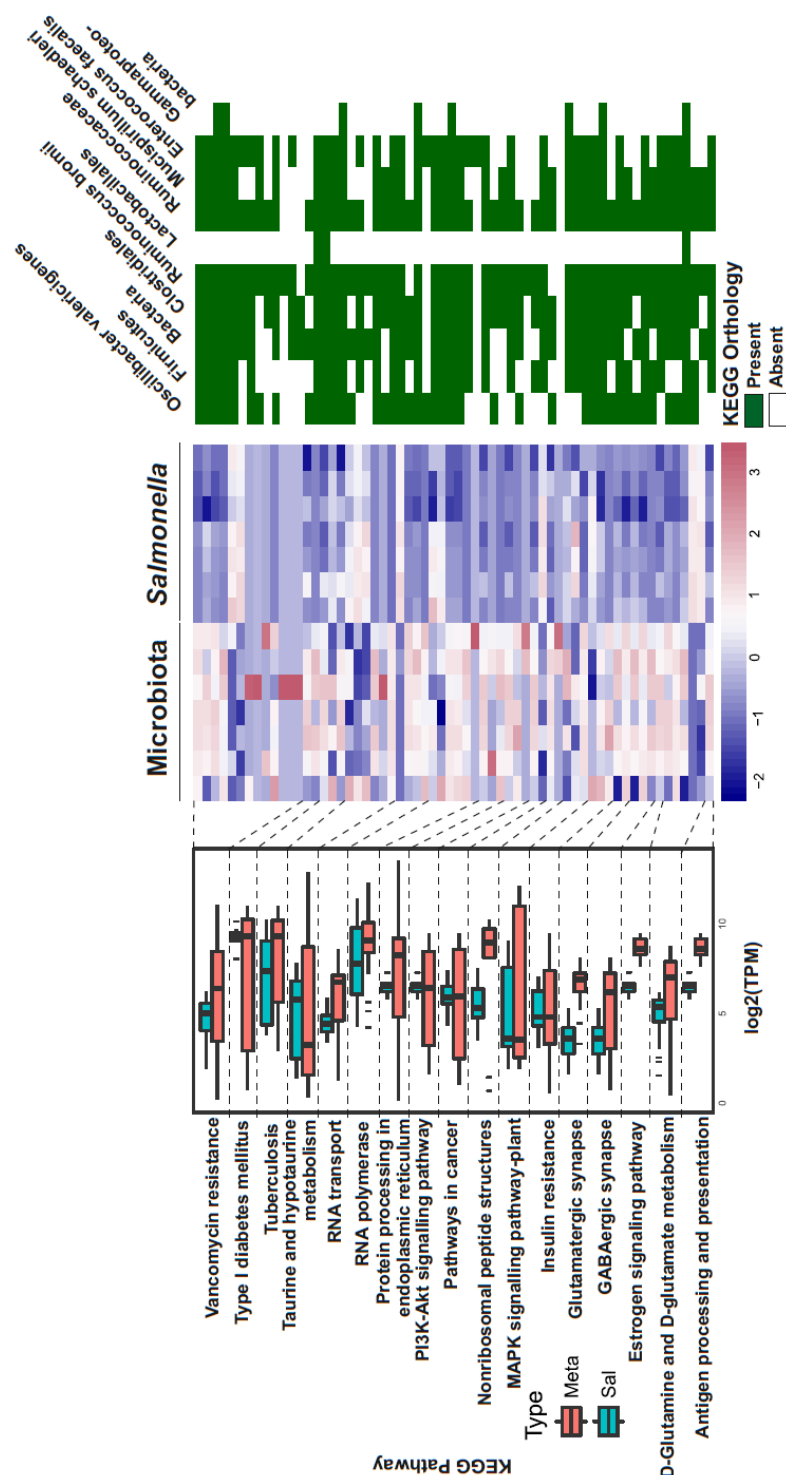 Gammaproteo-
bacteria
Enterococcus faecalis
Mucispirillum schaedleri
Ruminococcaceae
Lactobacillales
Ruminococcus bromii
Clostridiales
Bacteria
Firmicutes
Oscillibacter valericigenes
KEGG Orthology
Present
Absent
Salmonella
Microbiota
3
2
1
0
−1
−2
10
5
0
log2(TPM)
Vancomycin resistance
Type I diabetes mellitus
Tuberculosis
Taurine and hypotaurine
metabolism
RNA transport
RNA polymerase
Protein processing in
endoplasmic reticulum
PI3K-Akt signalling pathway
Pathways in cancer
Nonribosomal peptide structures
MAPK signalling pathway-plant
Insulin resistance
Glutamatergic synapse
GABAergic synapse
Estrogen signaling pathway
D-Glutamine and D-glutamate metabolism
Antigen processing and presentation
Type
Meta
Sal
KEGG Pathway